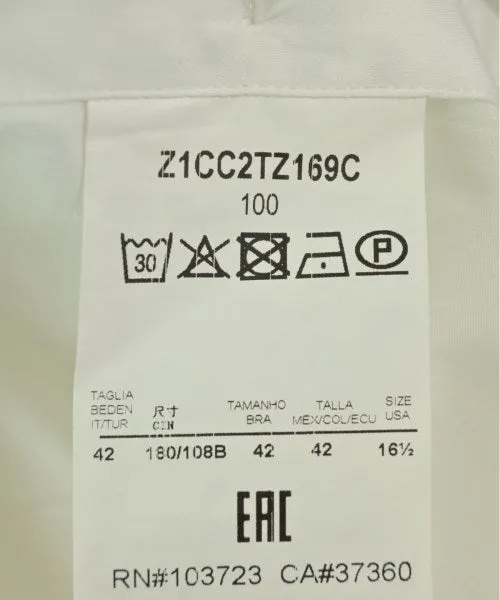 Z1CC2TZ169C
100
30 P
TAGLIA BEDEN IT/TUR 尺寸 CIN TAMANHO BRA TALLA MEX/COL/ECU SIZE USA
42 180/108B 42 42 16½
EAC
RN#103723 CA#37360